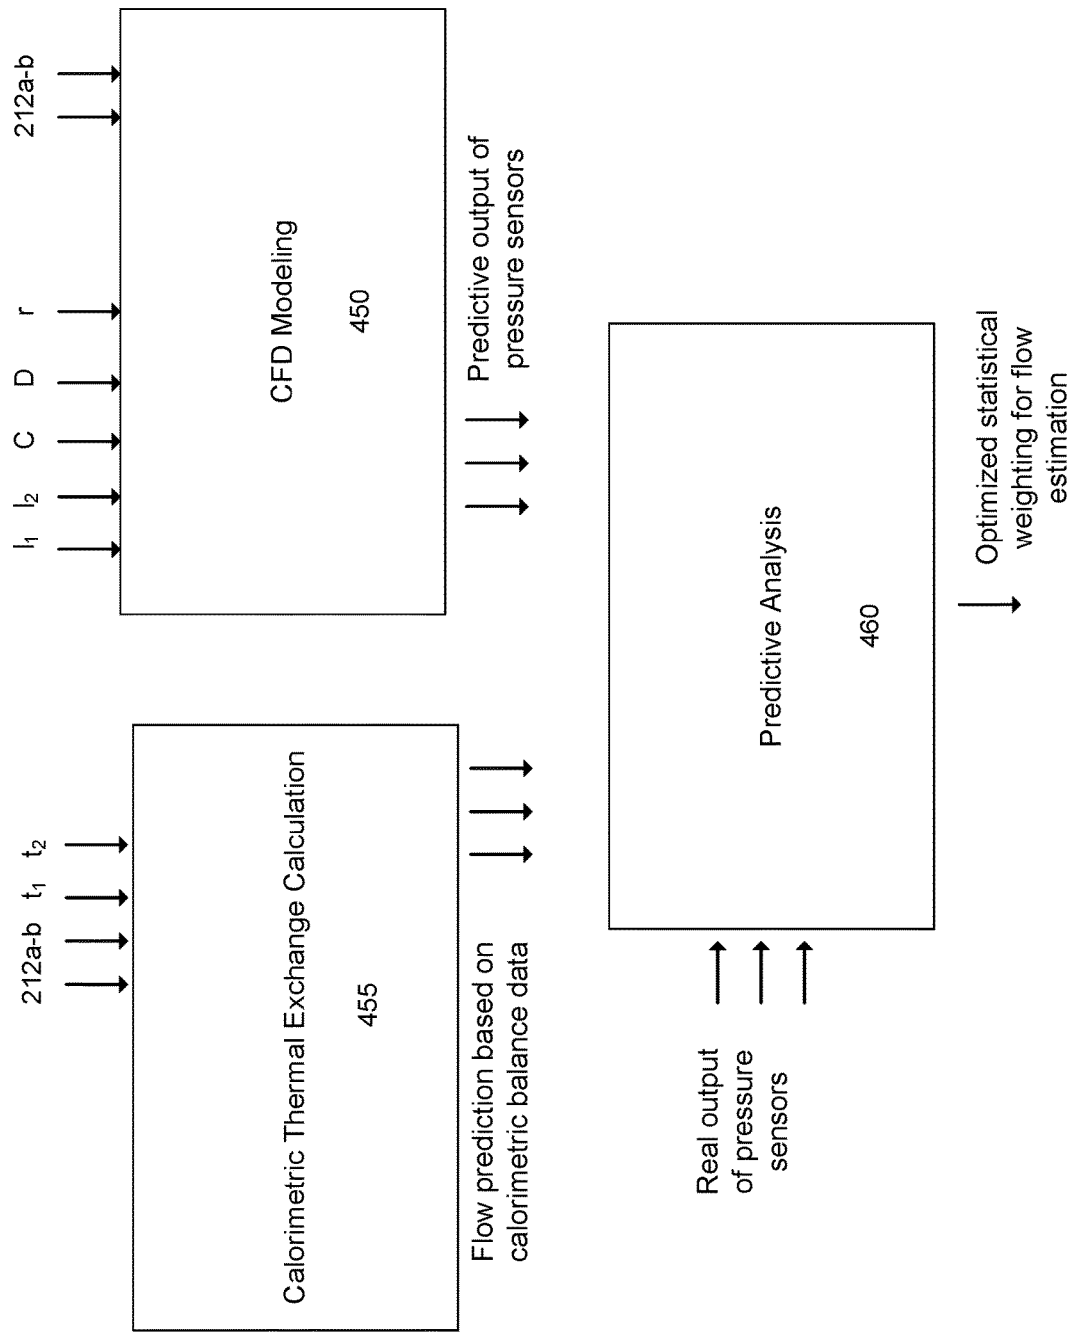 212a-b
t1
t2
Calorimetric Thermal Exchange Calculation
455
Flow prediction based on
calorimetric balance data
l1
l2
C
D
r
212a-b
CFD Modeling
450
Predictive output of
pressure sensors
Real output
of pressure
sensors
Predictive Analysis
460
Optimized statistical
weighting for flow
estimation